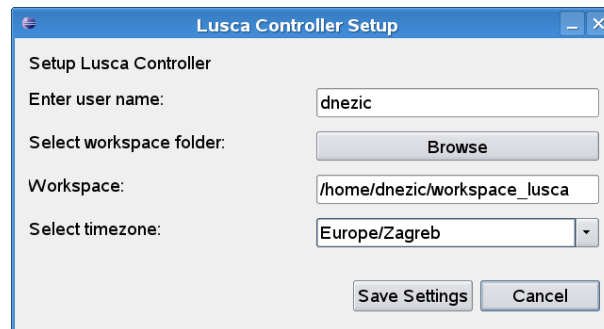 Lusca Controller Setup
Setup Lusca Controller
Enter user name: dnezic
Select workspace folder: Browse
Workspace: /home/dnezic/workspace_lusca
Select timezone: Europe/Zagreb
Save Settings Cancel